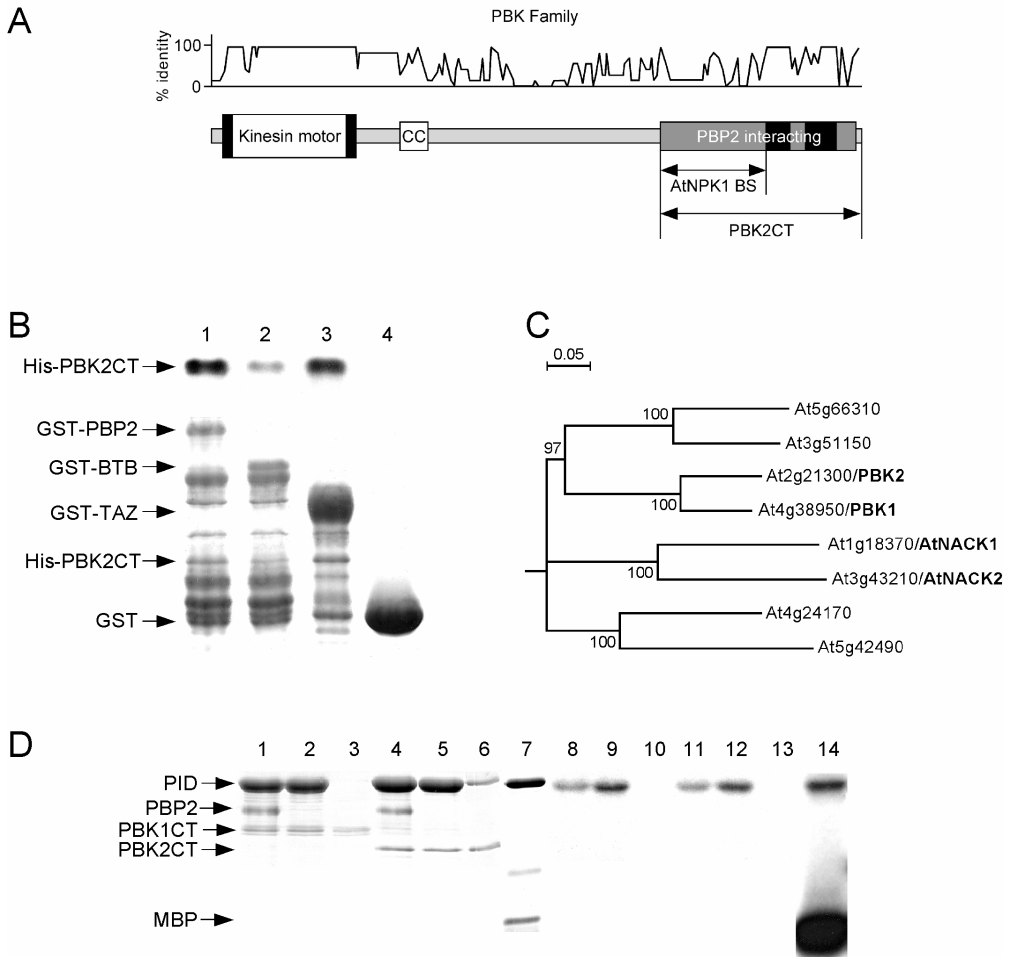 A
PBK Family
% identity
100
0
Kinesin motor
CC
PBP2 interacting
AtNPK1 BS
PBK2CT
B
1 2 3 4
His-PBK2CT
GST-PBP2
GST-BTB
GST-TAZ
His-PBK2CT
GST
C
0.05
100
At5g66310
At3g51150
97
At2g21300/PBK2
100
At4g38950/PBK1
At1g18370/AtNACK1
100
At3g43210/AtNACK2
At4g24170
100
At5g42490
D
1 2 3 4 5 6 7 8 9 10 11 12 13 14
PID
PBP2
PBK1CT
PBK2CT
MBP